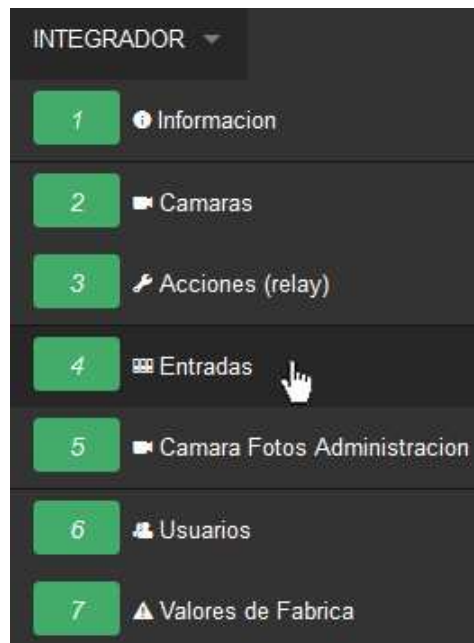 INTEGRADOR
1 Informacion
2 Camaras
3 Acciones (relay)
4 Entradas
5 Camara Fotos Administracion
6 Usuarios
7 Valores de Fabrica